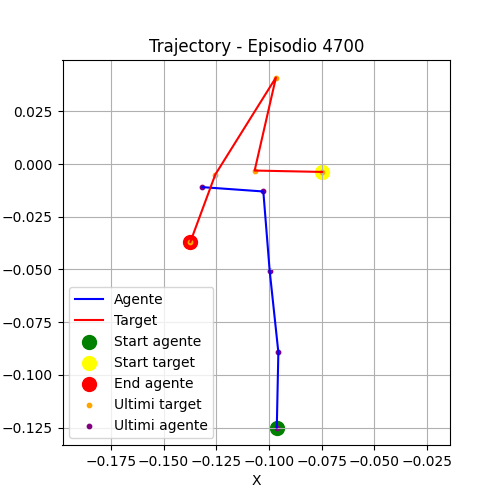 Trajectory - Episodio 4700
0.025
0.000
−0.025
−0.050
−0.075
−0.100
−0.125
Agente
Target
Start agente
Start target
End agente
Ultimi target
Ultimi agente
−0.175 −0.150 −0.125 −0.100 −0.075 −0.050 −0.025
X